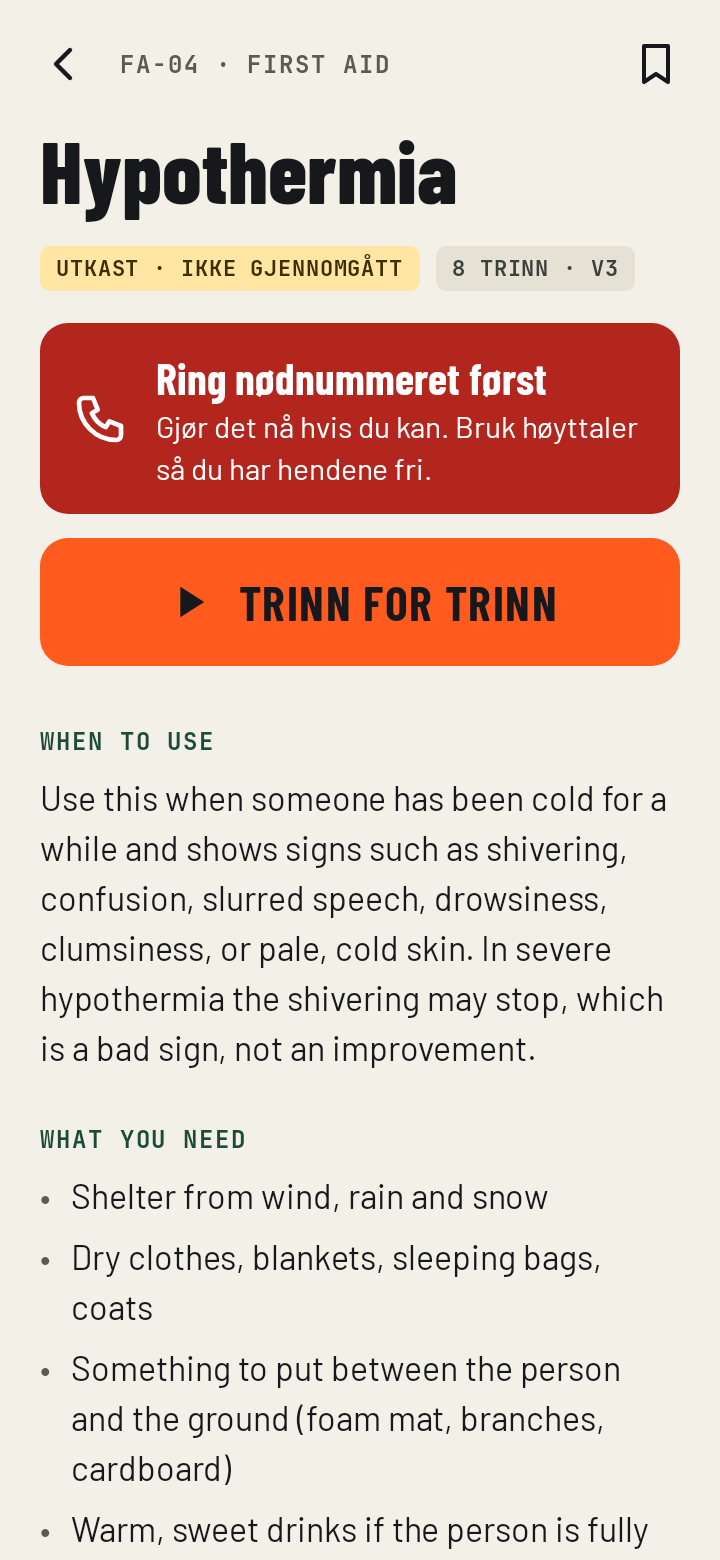 FA-04 · FIRST AID
Hypothermia
UTKAST · IKKE GJENNOMGÅTT
8 TRINN · V3
Ring nødnummeret først
Gjør det nå hvis du kan. Bruk høyttaler
så du har hendene fri.
TRINN FOR TRINN
WHEN TO USE
Use this when someone has been cold for a
while and shows signs such as shivering,
confusion, slurred speech, drowsiness,
clumsiness, or pale, cold skin. In severe
hypothermia the shivering may stop, which
is a bad sign, not an improvement.
WHAT YOU NEED
• Shelter from wind, rain and snow
• Dry clothes, blankets, sleeping bags,
coats
• Something to put between the person
and the ground (foam mat, branches,
cardboard)
• Warm, sweet drinks if the person is fully